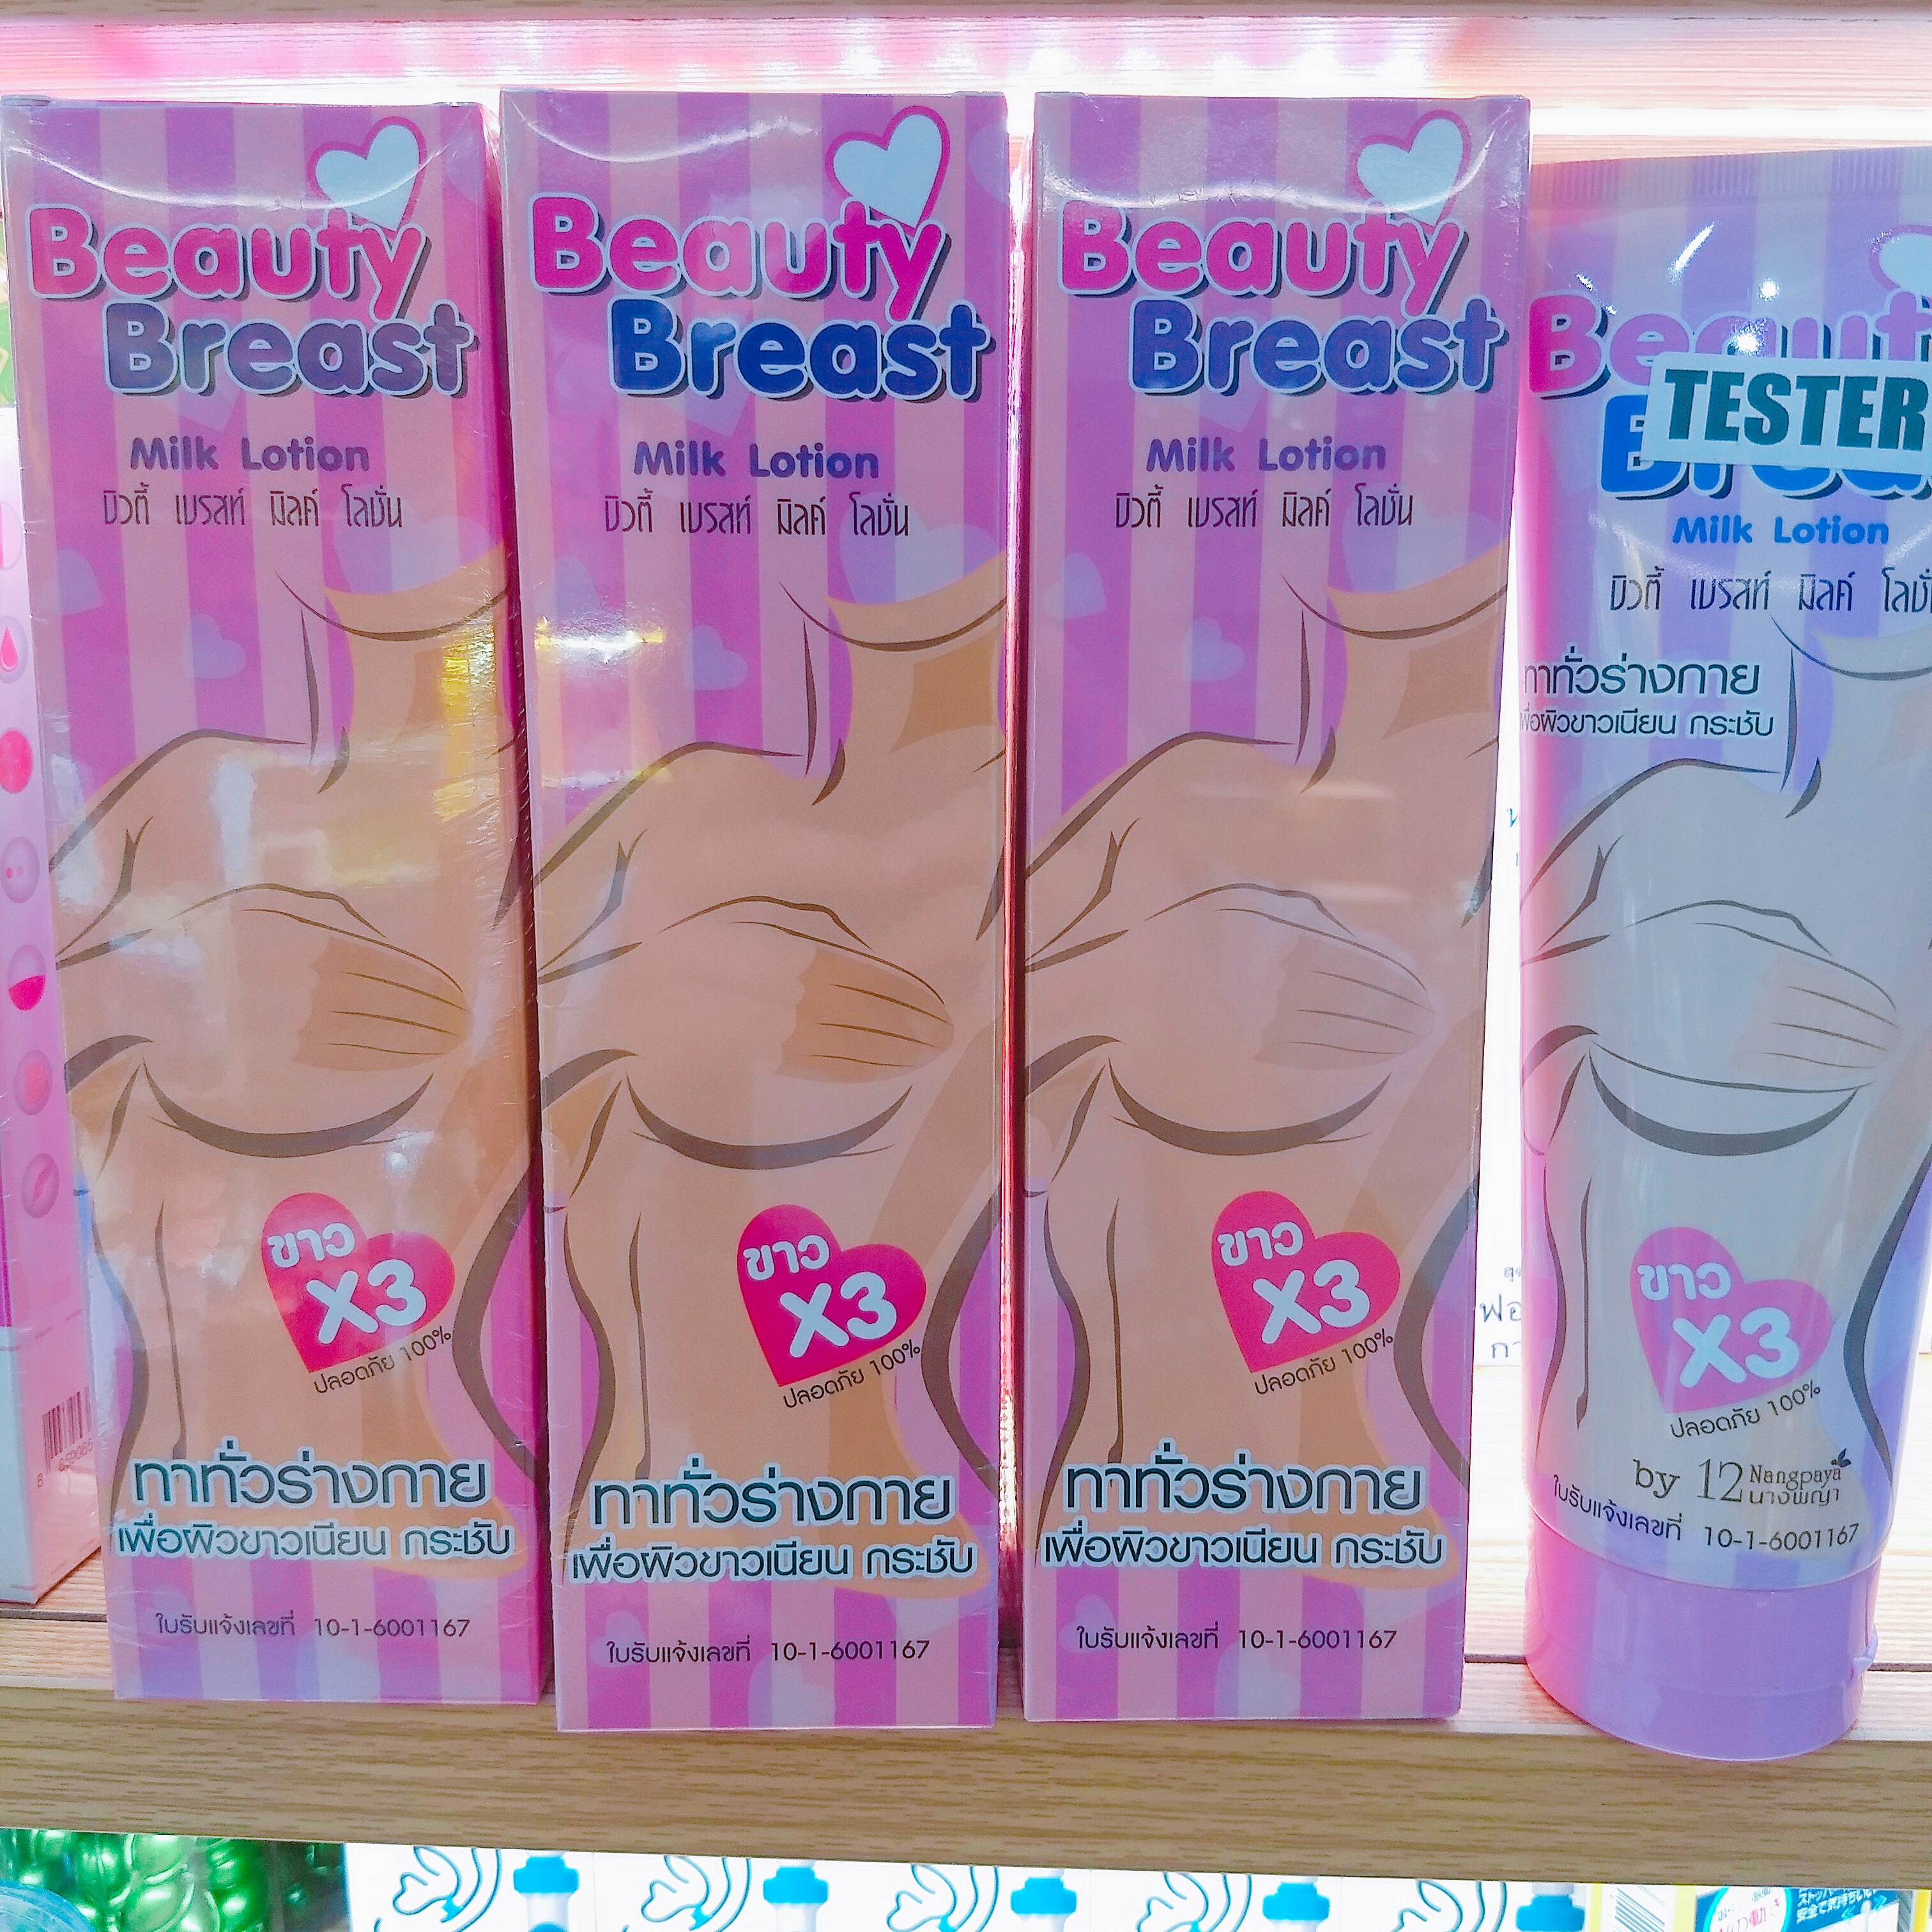 Beauty
Breast
Milk Lotion
บิวตี้ เบรสท์ มิลค์ โลชั่น
ขาว
X3
ปลอดภัย 100%
ทาทั่วร่างกาย
เพื่อผิวขาวเนียน กระชับ
ใบรับแจ้งเลขที่ 10-1-6001167
Beauty
Breast
Milk Lotion
บิวตี้ เบรสท์ มิลค์ โลชั่น
ขาว
X3
ปลอดภัย 100%
ทาทั่วร่างกาย
เพื่อผิวขาวเนียน กระชับ
ใบรับแจ้งเลขที่ 10-1-6001167
Beauty
Breast
Milk Lotion
บิวตี้ เบรสท์ มิลค์ โลชั่น
ขาว
X3
ปลอดภัย 100%
ทาทั่วร่างกาย
เพื่อผิวขาวเนียน กระชับ
ใบรับแจ้งเลขที่ 10-1-6001167
TESTER
Milk Lotion
บิวตี้ เบรสท์ มิลค์
ทาทั่วร่างกาย
เพื่อผิวขาวเนียน กระชับ
ขาว
X3
ปลอดภัย 100%
by 12 Nangpaya
นางพญา
ใบรับแจ้งเลขที่ 10-1-6001167